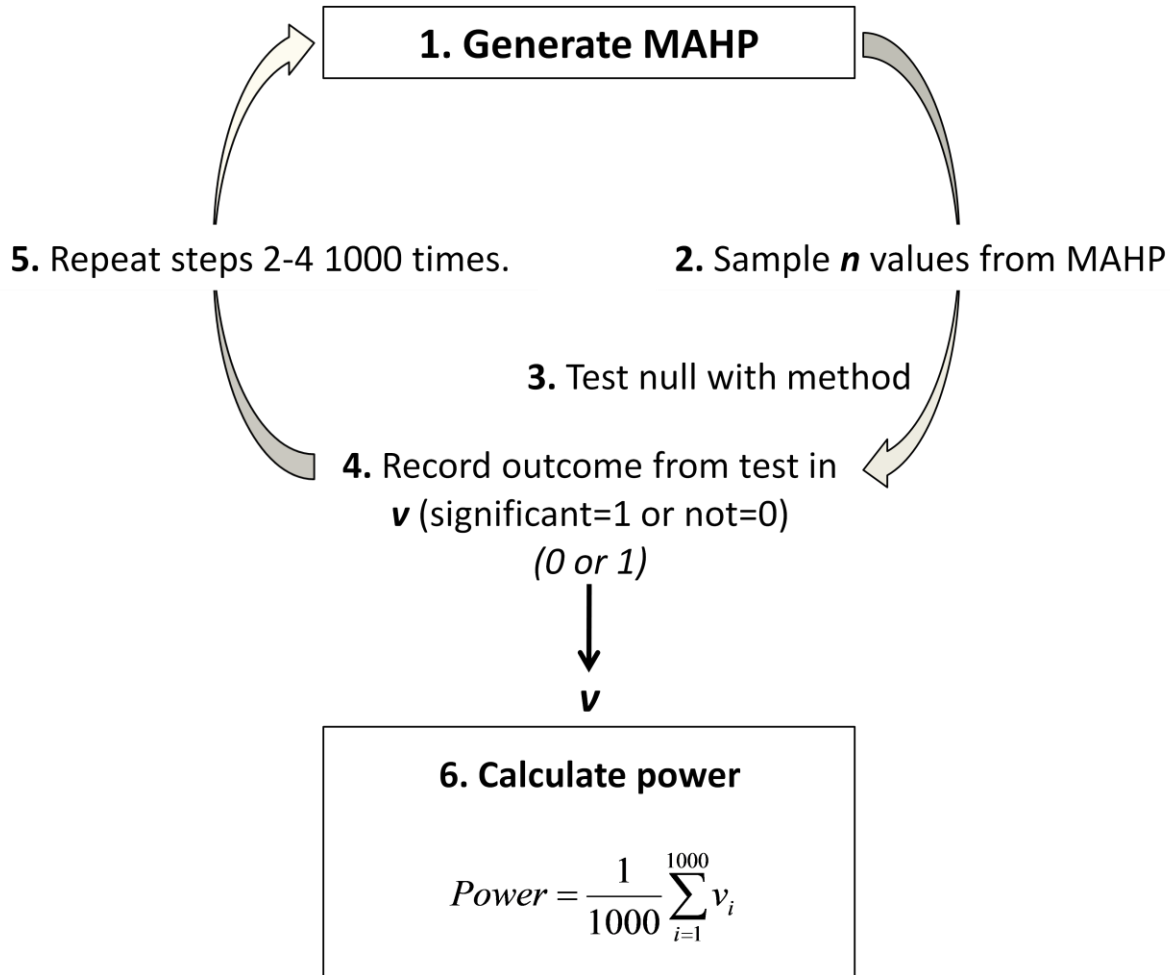 1. Generate MAHP
5. Repeat steps 2-4 1000 times.
2. Sample n values from MAHP
3. Test null with method
4. Record outcome from test in
v (significant=1 or not=0)
(0 or 1)
v
6. Calculate power
Power = \frac{1}{1000} \sum_{i=1}^{1000} v_i